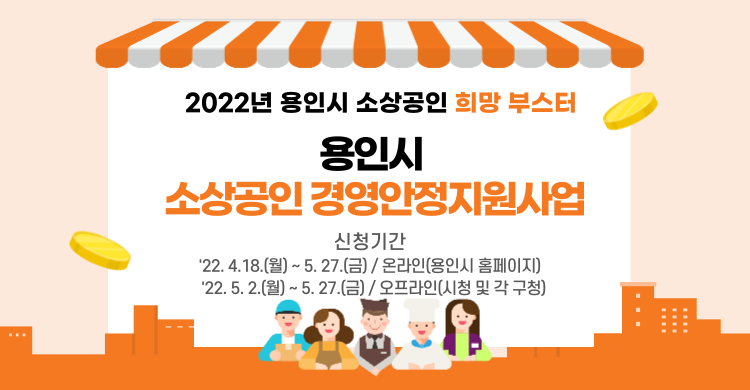 2022년 용인시 소상공인 희망 부스터
용인시
소상공인 경영안정지원사업
신청기간
'22. 4.18.(월) ~ 5. 27.(금) / 온라인(용인시 홈페이지)
'22. 5. 2.(월) ~ 5. 27.(금) / 오프라인(시청 및 각 구청)